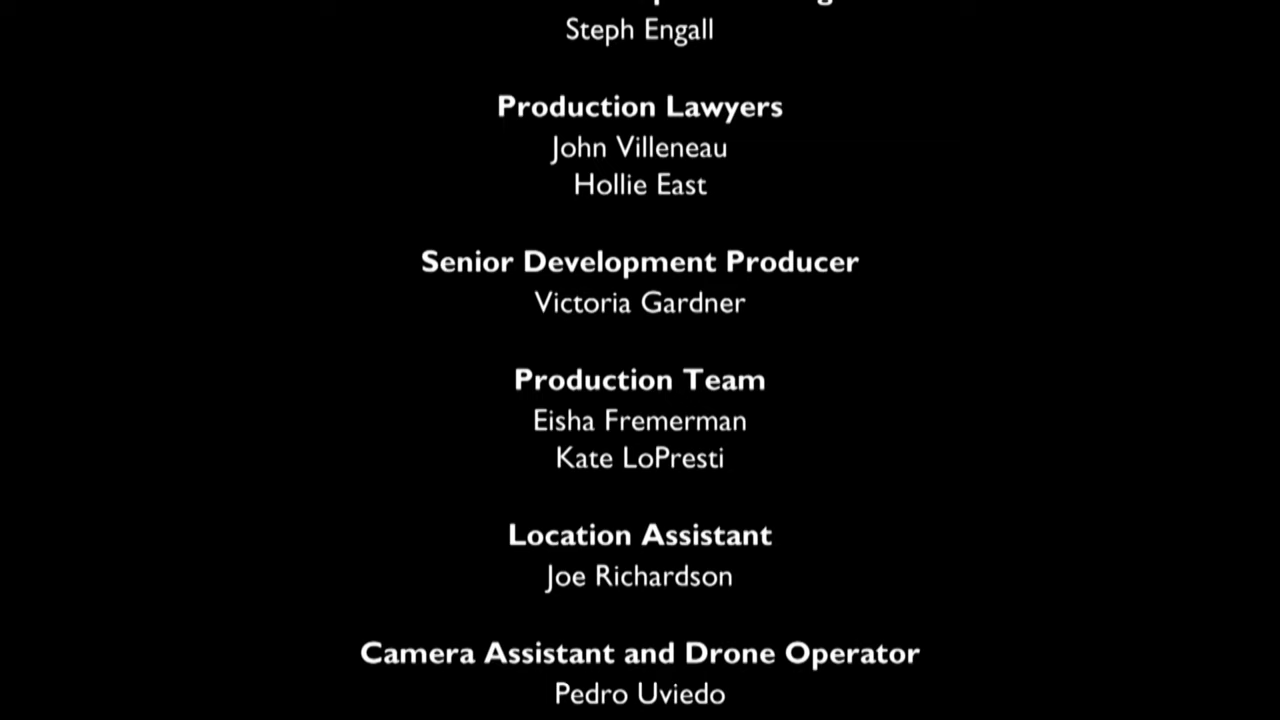 Steph Engall
Production Lawyers
John Villeneau
Hollie East
Senior Development Producer
Victoria Gardner
Production Team
Eisha Fremerman
Kate LoPresti
Location Assistant
Joe Richardson
Camera Assistant and Drone Operator
Pedro Uviedo